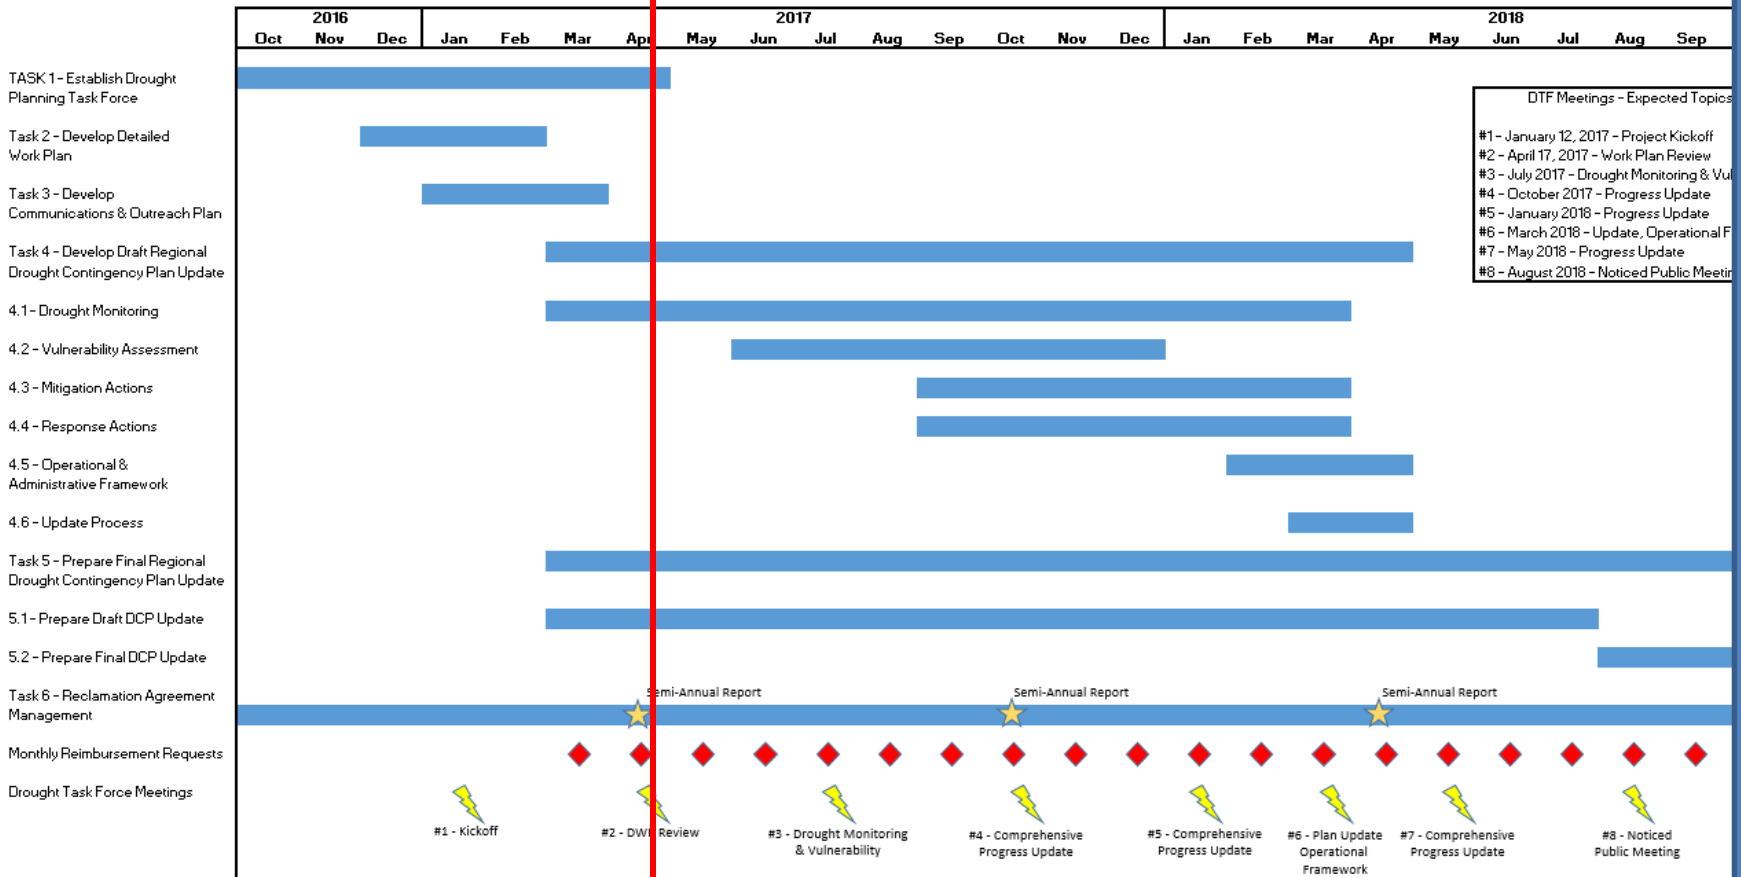 2016 2017 2018
Oct Nov Dec Jan Feb Mar Apr May Jun Jul Aug Sep Oct Nov Dec Jan Feb Mar Apr May Jun Jul Aug Sep
TASK 1 - Establish Drought
Planning Task Force
DTF Meetings - Expected Topics
#1 - January 12, 2017 - Project Kickoff
#2 - April 17, 2017 - Work Plan Review
#3 - July 2017 - Drought Monitoring & Vul
#4 - October 2017 - Progress Update
#5 - January 2018 - Progress Update
#6 - March 2018 - Update, Operational F
#7 - May 2018 - Progress Update
#8 - August 2018 - Noticed Public Meetin
Task 2 - Develop Detailed
Work Plan
Task 3 - Develop
Communications & Outreach Plan
Task 4 - Develop Draft Regional
Drought Contingency Plan Update
4.1 - Drought Monitoring
4.2 - Vulnerability Assessment
4.3 - Mitigation Actions
4.4 - Response Actions
4.5 - Operational &
Administrative Framework
4.6 - Update Process
Task 5 - Prepare Final Regional
Drought Contingency Plan Update
5.1 - Prepare Draft DCP Update
5.2 - Prepare Final DCP Update
Task 6 - Reclamation Agreement
Management
Semi-Annual Report Semi-Annual Report Semi-Annual Report
Monthly Reimbursement Requests
Drought Task Force Meetings
#1 - Kickoff
#2 - Review
#3 - Drought Monitoring
& Vulnerability
#4 - Comprehensive
Progress Update
#5 - Comprehensive
Progress Update
#6 - Plan Update
Operational
Framework
#7 - Comprehensive
Progress Update
#8 - Noticed
Public Meeting